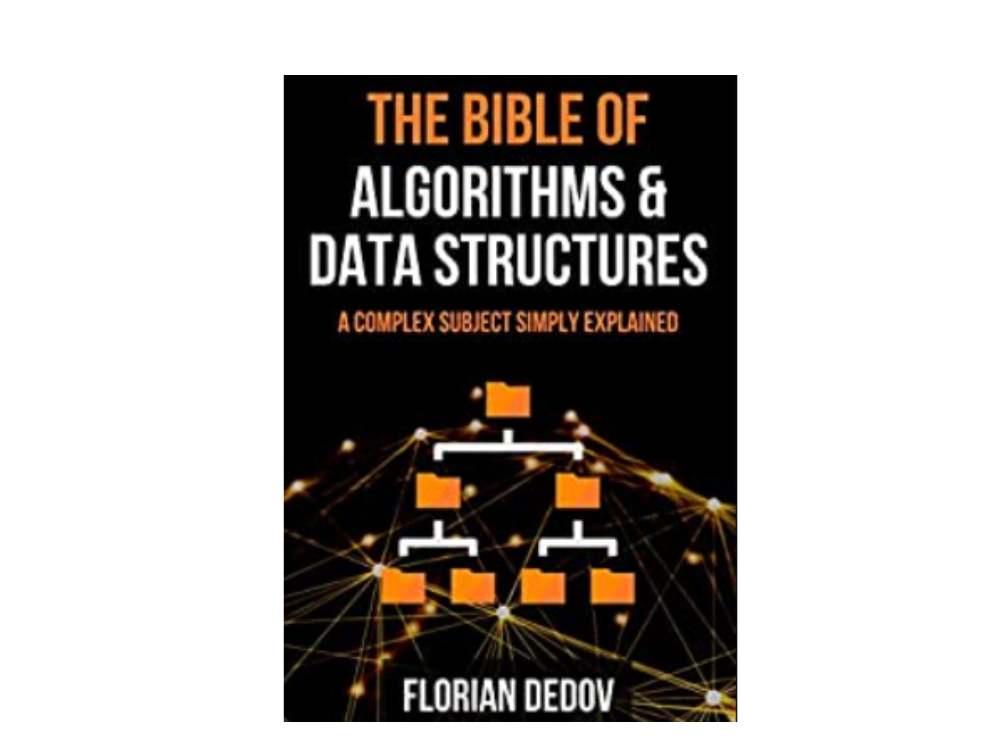 THE BIBLE OF
ALGORITHMS &
DATA STRUCTURES
A COMPLEX SUBJECT SIMPLY EXPLAINED
FLORIAN DEDOV